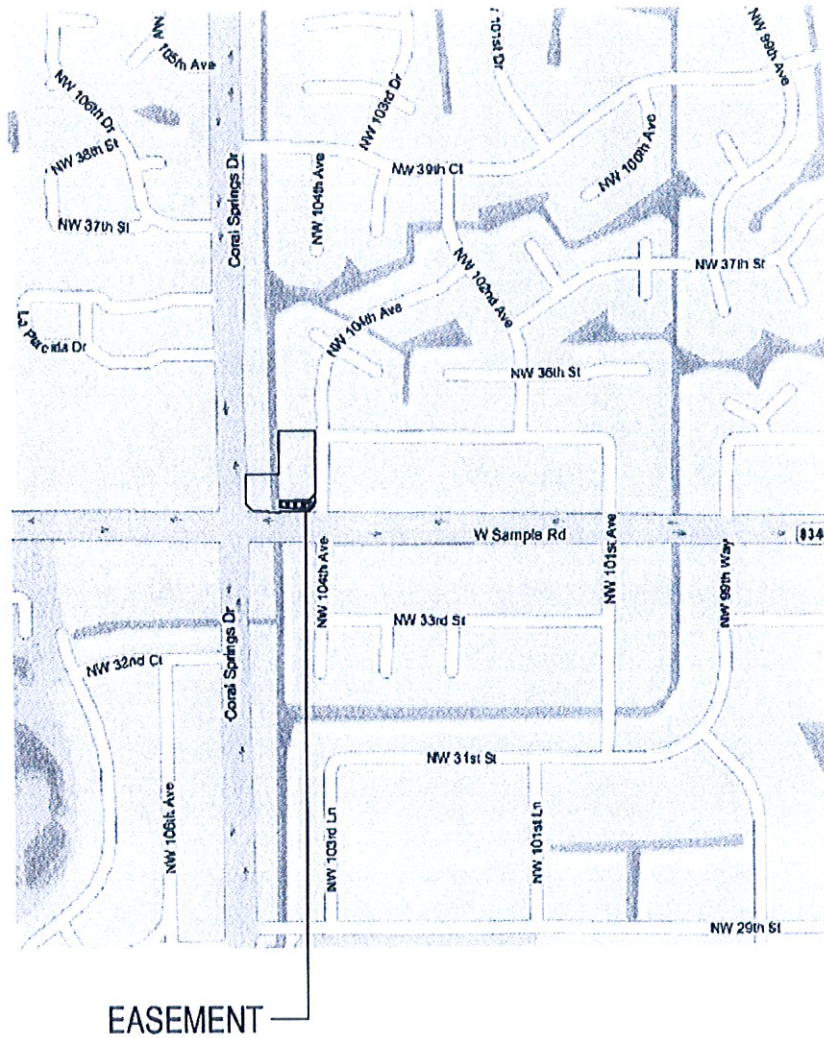 NW
105th Ave
NW 106th Dr
NW 103rd Dr
NW 99th Ave
NW 38th St
NW 39th Ct
NW 100th Ave
NW 104th Ave
NW 37th St
Coral Springs Dr
NW 37th St
NW 102nd Ave
NW 104th Ave
La Placida Dr
NW 36th St
W Sample Rd
834
NW 101st Ave
NW 104th Ave
NW 99th Way
NW 33rd St
NW 32nd Ct
Coral Springs Dr
NW 31st St
NW 106th Ave
NW 103rd Ln
NW 101st Ln
NW 29th St
EASEMENT